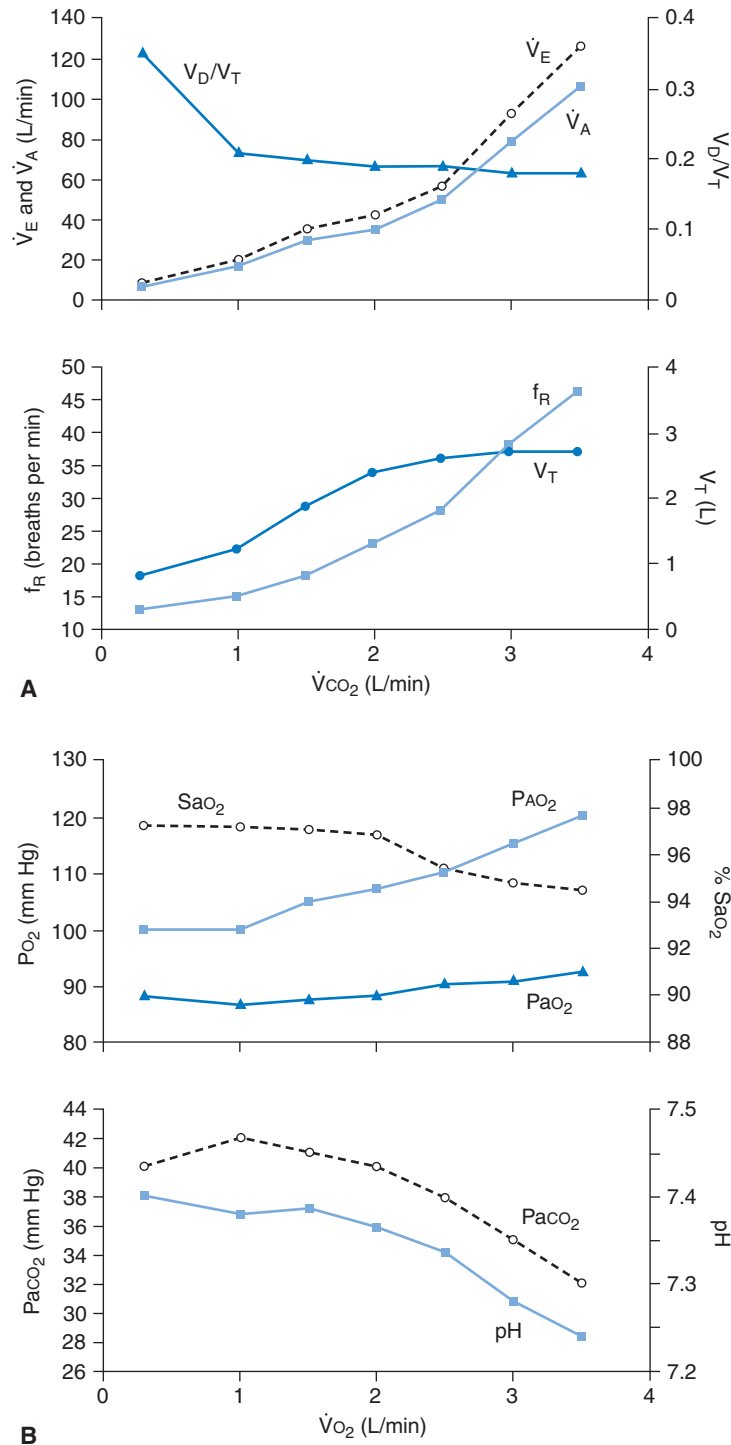 140
120
100
80
60
40
20
0
V̇E and V̇A (L/min)
0.4
0.3
0.2
0.1
0
VD/VT
VD/VT
V̇E
V̇A
50
45
40
35
30
25
20
15
10
fR (breaths per min)
4
3
2
1
0
VT (L)
fR
VT
0 1 2 3 4
V̇CO2 (L/min)
A
130
120
110
100
90
80
PO2 (mm Hg)
100
98
96
94
92
90
88
% SaO2
SaO2
PAO2
PaO2
44
42
40
38
36
34
32
30
28
26
PaCO2 (mm Hg)
7.5
7.4
7.3
7.2
pH
PaCO2
pH
0 1 2 3 4
V̇O2 (L/min)
B